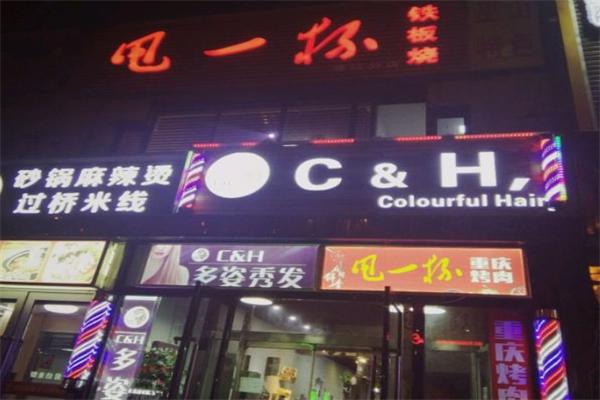 甩一杯
铁板烧
砂锅麻辣烫
过桥米线
C & H,
Colourful Hair
C&H
多姿秀发
甩一杯
重庆
烤肉
C&H
多姿
重庆烤肉